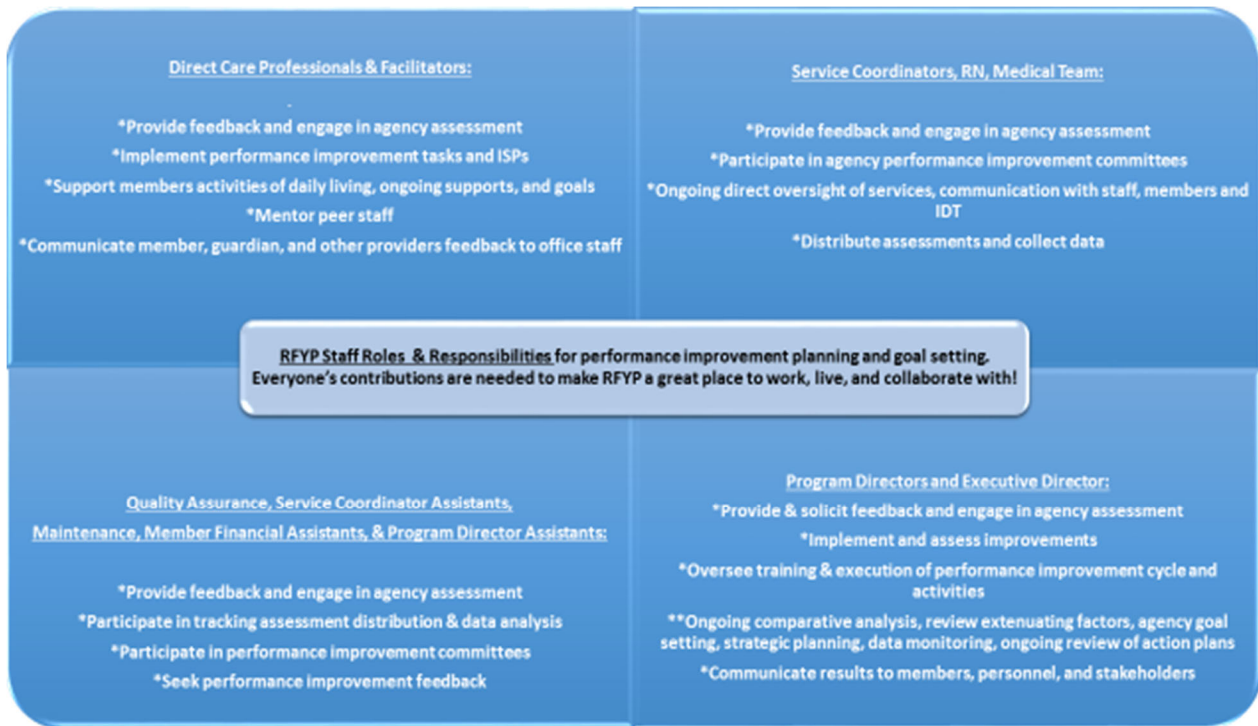 Direct Care Professionals & Facilitators:
.
*Provide feedback and engage in agency assessment
*Implement performance improvement tasks and ISPs
*Support members activities of daily living, ongoing supports, and goals
*Mentor peer staff
*Communicate member, guardian, and other providers feedback to office staff
Service Coordinators, RN, Medical Team:
*Provide feedback and engage in agency assessment
*Participate in agency performance improvement committees
*Ongoing direct oversight of services, communication with staff, members and
IDT
*Distribute assessments and collect data
RFYP Staff Roles & Responsibilities for performance improvement planning and goal setting.
Everyone's contributions are needed to make RFYP a great place to work, live, and collaborate with!
Quality Assurance, Service Coordinator Assistants,
Maintenance, Member Financial Assistants, & Program Director Assistants:
*Provide feedback and engage in agency assessment
*Participate in tracking assessment distribution & data analysis
*Participate in performance improvement committees
*Seek performance improvement feedback
Program Directors and Executive Director:
*Provide & solicit feedback and engage in agency assessment
*Implement and assess improvements
*Oversee training & execution of performance improvement cycle and
activities
**Ongoing comparative analysis, review extenuating factors, agency goal
setting, strategic planning, data monitoring, ongoing review of action plans
*Communicate results to members, personnel, and stakeholders